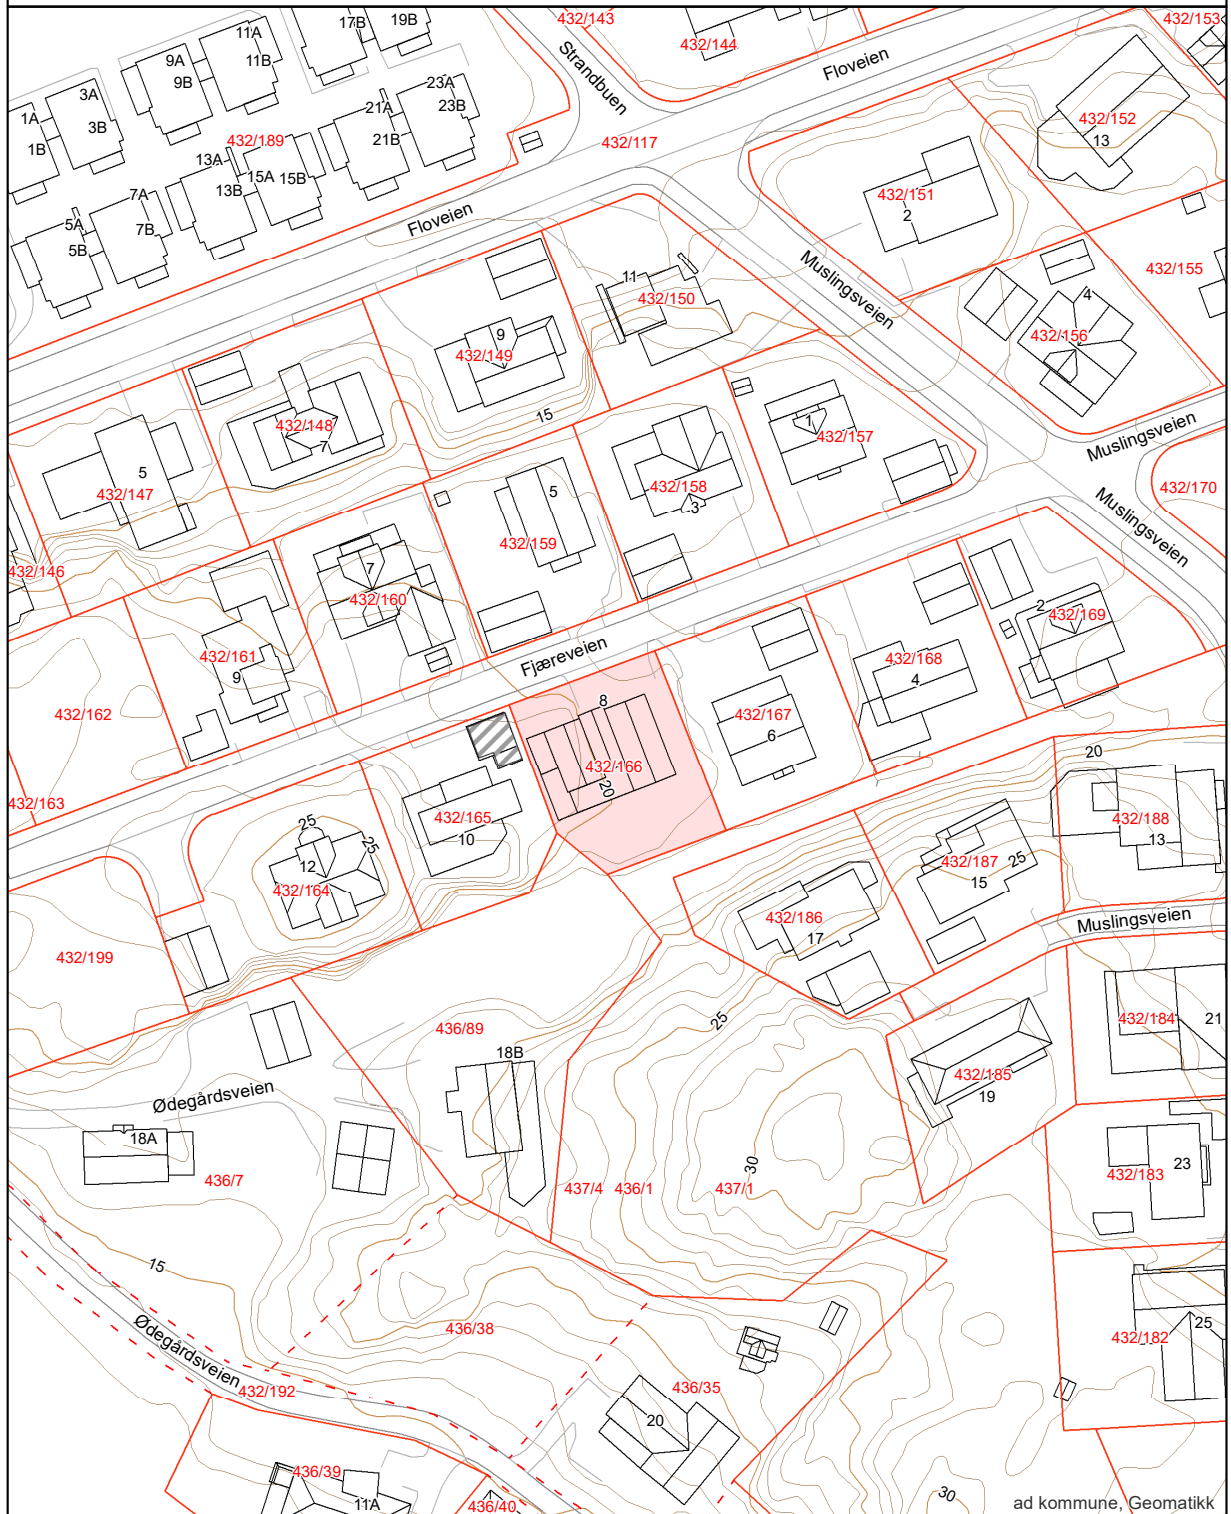 17B
19B
432/143
432/144
432/153
11A
9A
11B
9B
Strandbuen
Floveien
3A
23A
1A
21A
23B
432/152
3B
432/189
21B
432/117
13
1B
13A
15A
15B
13B
7A
432/151
5A
7B
2
5B
Floveien
Muslingsveien
432/155
11
432/150
4
9
432/156
432/149
15
432/148
7
1
432/157
Muslingsveien
5
432/147
432/158
3
5
432/170
Muslingsveien
432/159
432/146
7
432/160
2
432/169
432/161
9
Fjæreveien
432/168
4
432/162
8
432/167
6
432/166
20
20
432/163
432/165
10
25
25
432/188
13
12
432/164
432/187
25
15
432/186
17
Muslingsveien
432/199
25
436/89
432/184
21
18B
432/185
19
Ødegårdsveien
18A
30
23
432/183
436/7
437/4
436/1
437/1
15
436/38
Ødegårdsveien
25
432/182
432/192
436/35
20
436/39
11A
436/40
30
ad kommune, Geomatikk